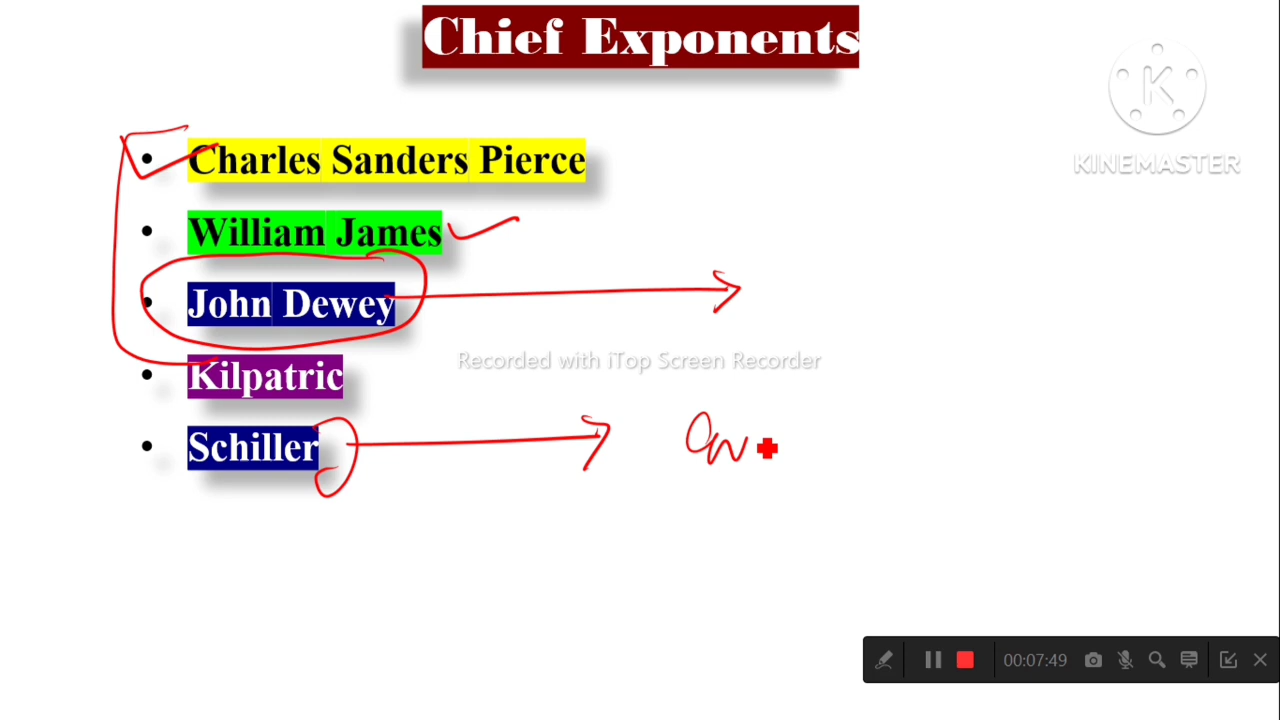 Chief Exponents
KINEMASTER
• Charles Sanders Pierce
• William James
• John Dewey
Recorded with iTop Screen Recorder
• Kilpatric
• Schiller
00:07:49